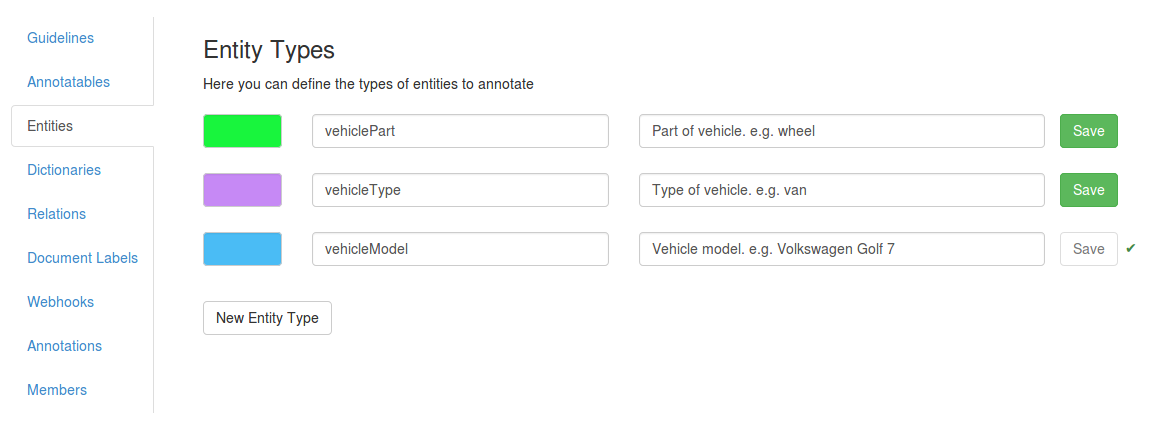 Guidelines
Annotatables
Entities
Dictionaries
Relations
Document Labels
Webhooks
Annotations
Members
Entity Types
Here you can define the types of entities to annotate
vehiclePart Part of vehicle. e.g. wheel Save
vehicleType Type of vehicle. e.g. van Save
vehicleModel Vehicle model. e.g. Volkswagen Golf 7 Save ✔
New Entity Type